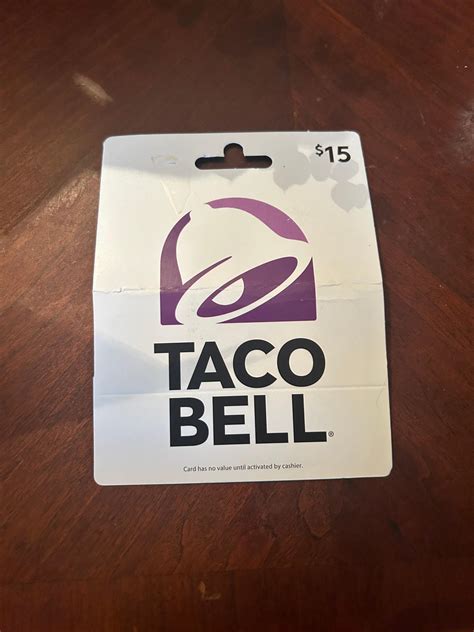 $15
TACO
BELL®
Card has no value until activated by cashier.